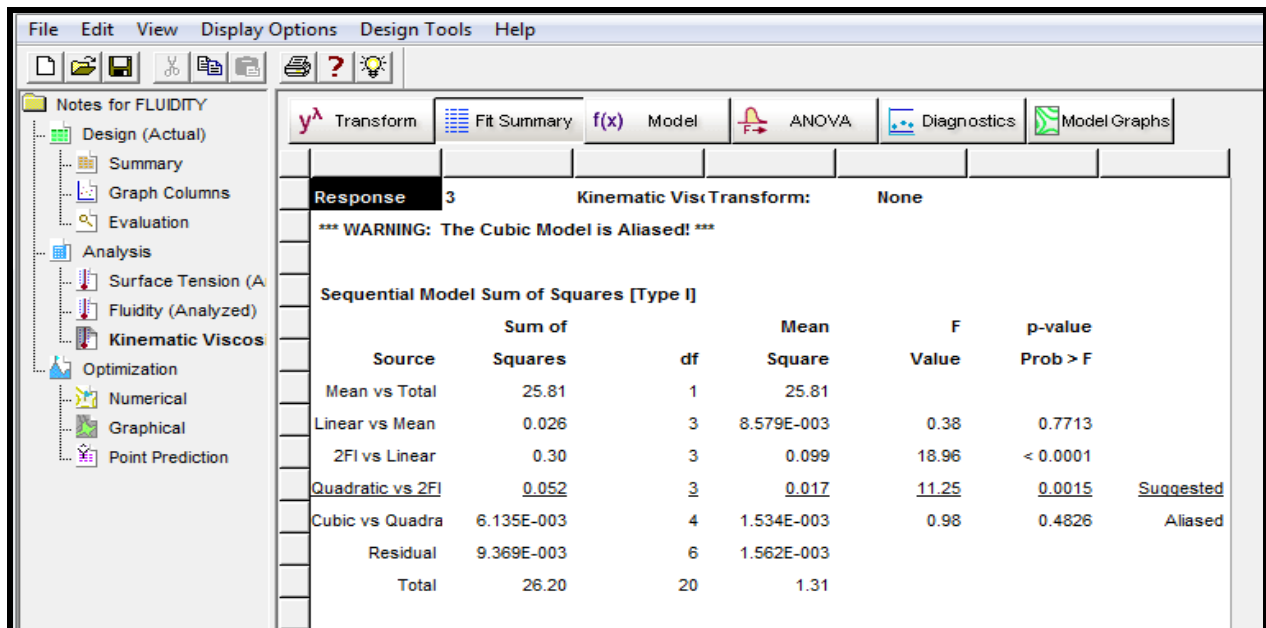 File Edit View Display Options Design Tools Help
Notes for FLUIDITY
Design (Actual)
Summary
Graph Columns
Evaluation
Analysis
Surface Tension (A
Fluidity (Analyzed)
Kinematic Viscosi
Optimization
Numerical
Graphical
Point Prediction
yλ Transform Fit Summary f(x) Model ANOVA Diagnostics Model Graphs
Response 3 Kinematic Visc Transform: None
*** WARNING: The Cubic Model is Aliased! ***
Sequential Model Sum of Squares [Type I]
Sum of Mean F p-value
Source Squares df Square Value Prob > F
Mean vs Total 25.81 1 25.81
Linear vs Mean 0.026 3 8.579E-003 0.38 0.7713
2FI vs Linear 0.30 3 0.099 18.96 < 0.0001
Quadratic vs 2FI 0.052 3 0.017 11.25 0.0015 Suggested
Cubic vs Quadra 6.135E-003 4 1.534E-003 0.98 0.4826 Aliased
Residual 9.369E-003 6 1.562E-003
Total 26.20 20 1.31